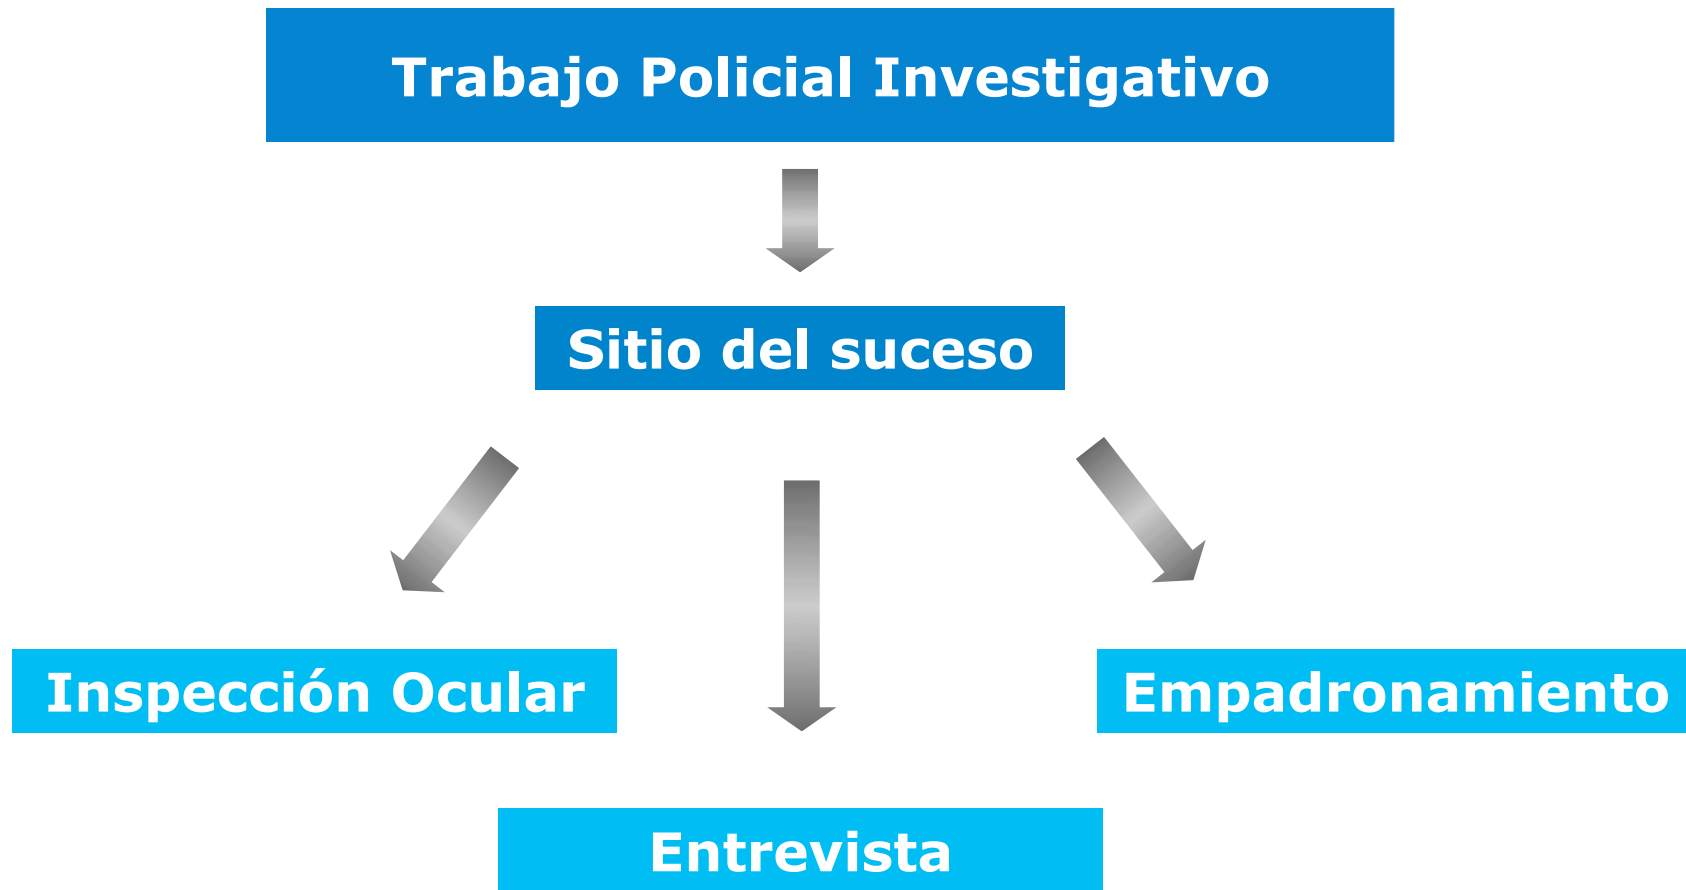 Trabajo Policial Investigativo
Sitio del suceso
Inspección Ocular
Empadronamiento
Entrevista